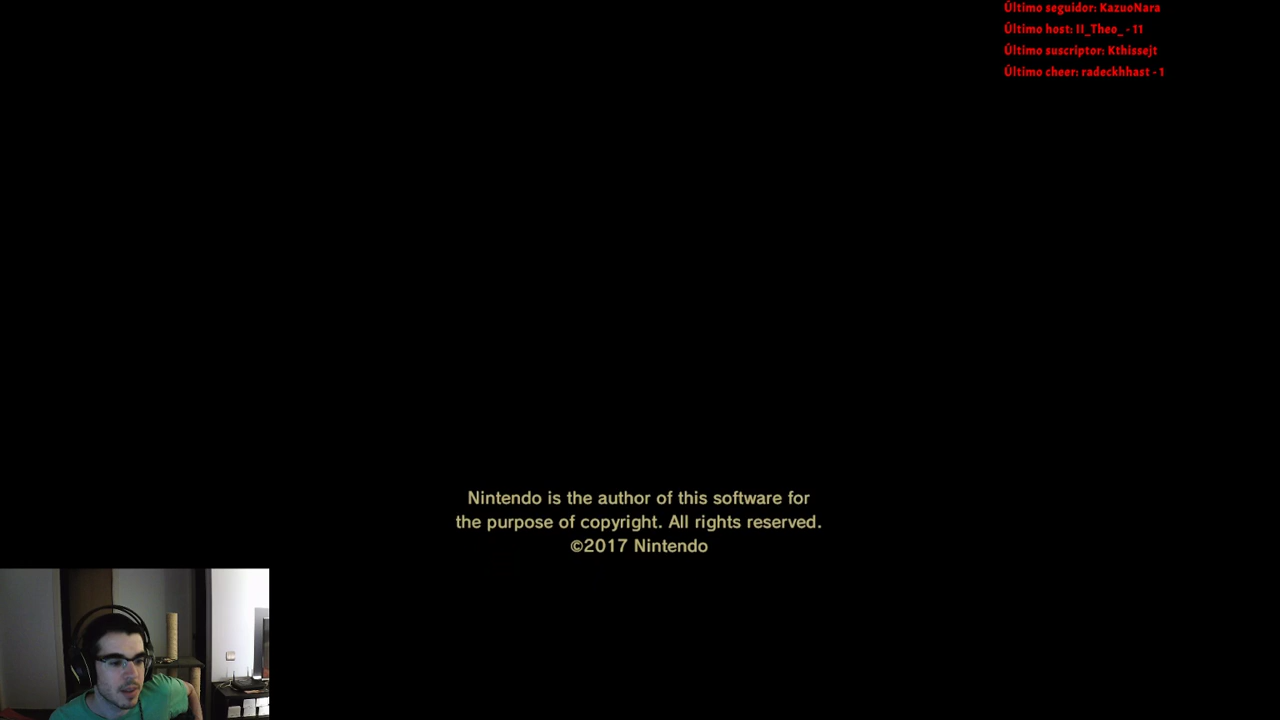 Último seguidor: KazuoNara
Último host: II_Theo_ - 11
Último suscriptor: Kthissejt
Último cheer: radeckhhast - 1
Nintendo is the author of this software for
the purpose of copyright. All rights reserved.
©2017 Nintendo